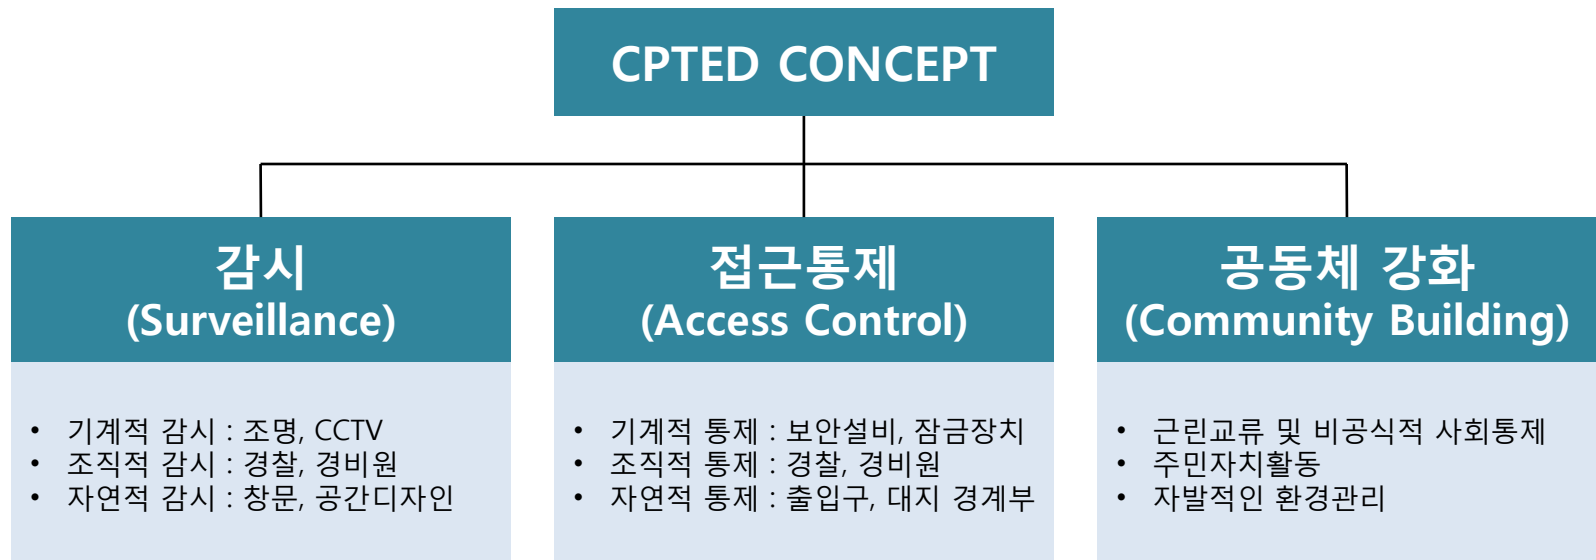 CPTED CONCEPT
감시
(Surveillance)
• 기계적 감시 : 조명, CCTV
• 조직적 감시 : 경찰, 경비원
• 자연적 감시 : 창문, 공간디자인
접근통제
(Access Control)
• 기계적 통제 : 보안설비, 잠금장치
• 조직적 통제 : 경찰, 경비원
• 자연적 통제 : 출입구, 대지 경계부
공동체 강화
(Community Building)
• 근린교류 및 비공식적 사회통제
• 주민자치활동
• 자발적인 환경관리